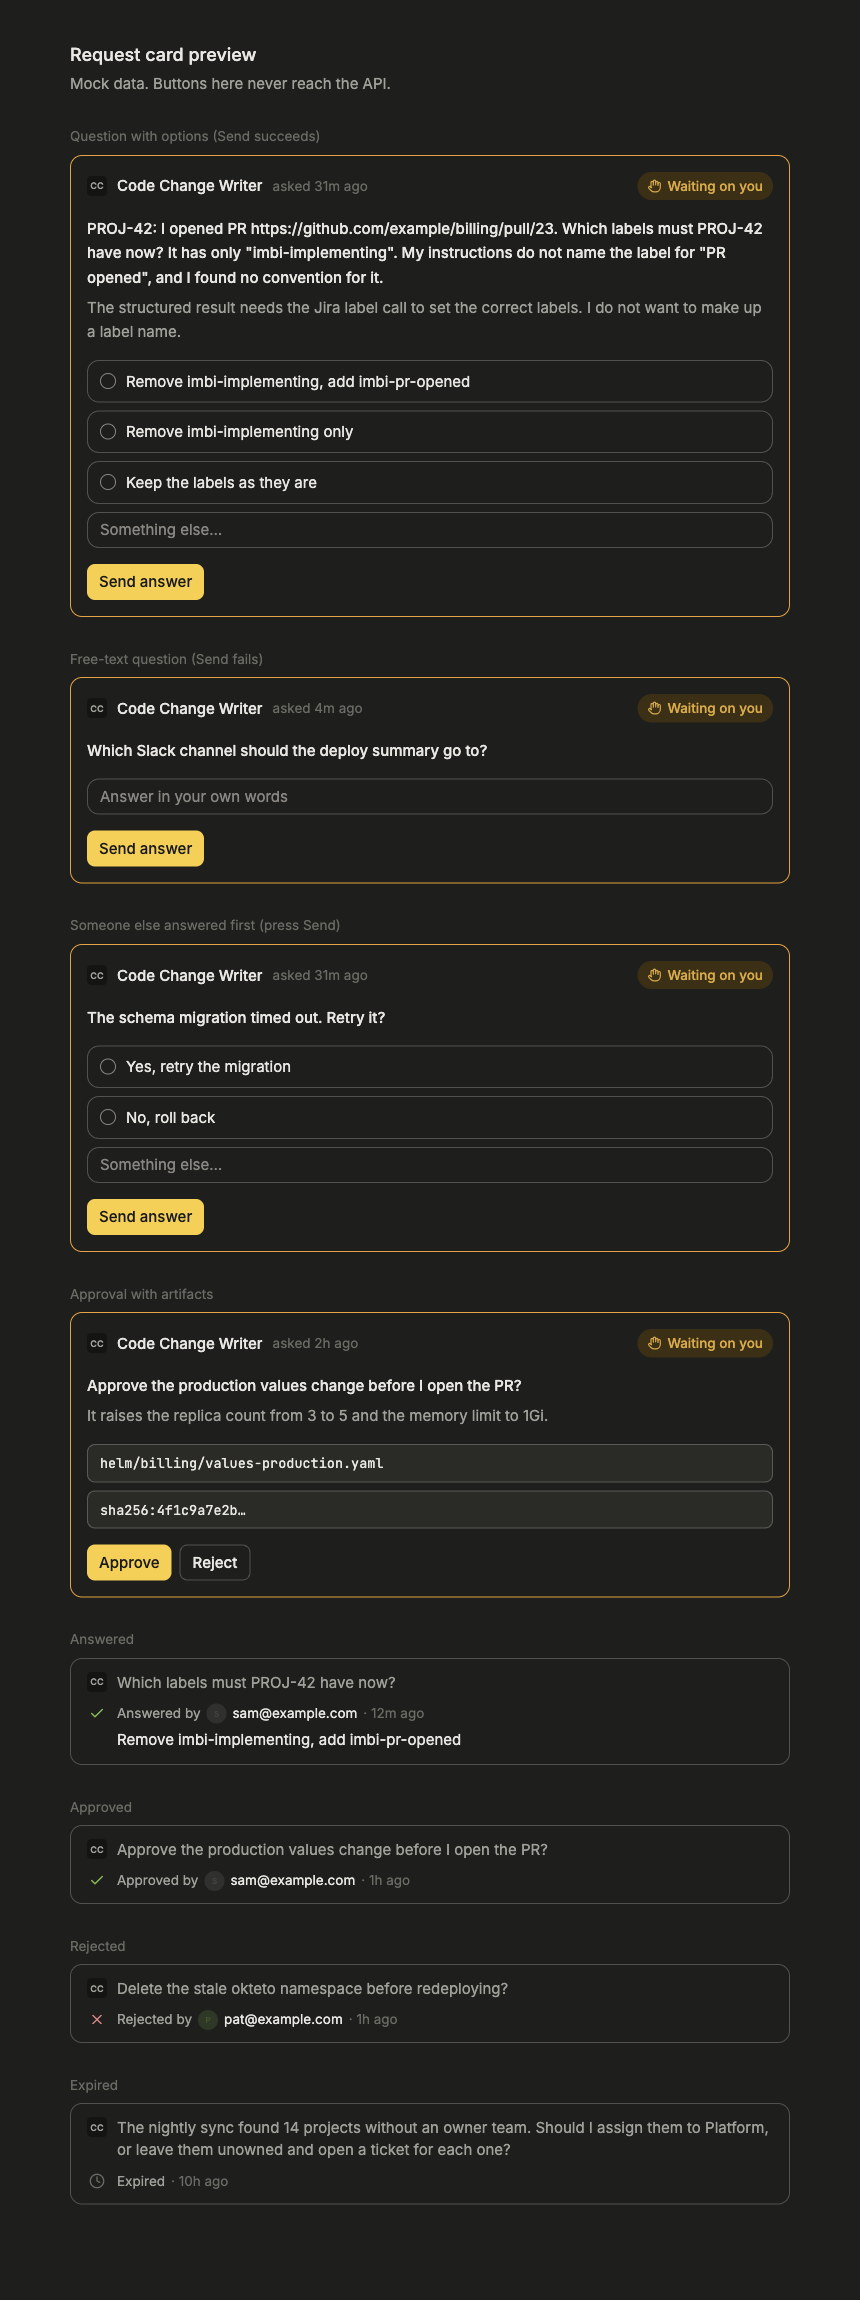 Request card preview
Mock data. Buttons here never reach the API.
Question with options (Send succeeds)
CC Code Change Writer asked 31m ago Waiting on you
PROJ-42: I opened PR https://github.com/example/billing/pull/23. Which labels must PROJ-42
have now? It has only "imbi-implementing". My instructions do not name the label for "PR
opened", and I found no convention for it.
The structured result needs the Jira label call to set the correct labels. I do not want to make up
a label name.
Remove imbi-implementing, add imbi-pr-opened
Remove imbi-implementing only
Keep the labels as they are
Something else...
Send answer
Free-text question (Send fails)
CC Code Change Writer asked 4m ago Waiting on you
Which Slack channel should the deploy summary go to?
Answer in your own words
Send answer
Someone else answered first (press Send)
CC Code Change Writer asked 31m ago Waiting on you
The schema migration timed out. Retry it?
Yes, retry the migration
No, roll back
Something else...
Send answer
Approval with artifacts
CC Code Change Writer asked 2h ago Waiting on you
Approve the production values change before I open the PR?
It raises the replica count from 3 to 5 and the memory limit to 1Gi.
helm/billing/values-production.yaml
sha256:4f1c9a7e2b…
Approve Reject
Answered
CC Which labels must PROJ-42 have now?
Answered by S sam@example.com · 12m ago
Remove imbi-implementing, add imbi-pr-opened
Approved
CC Approve the production values change before I open the PR?
Approved by S sam@example.com · 1h ago
Rejected
CC Delete the stale okteto namespace before redeploying?
Rejected by P pat@example.com · 1h ago
Expired
CC The nightly sync found 14 projects without an owner team. Should I assign them to Platform,
or leave them unowned and open a ticket for each one?
Expired · 10h ago